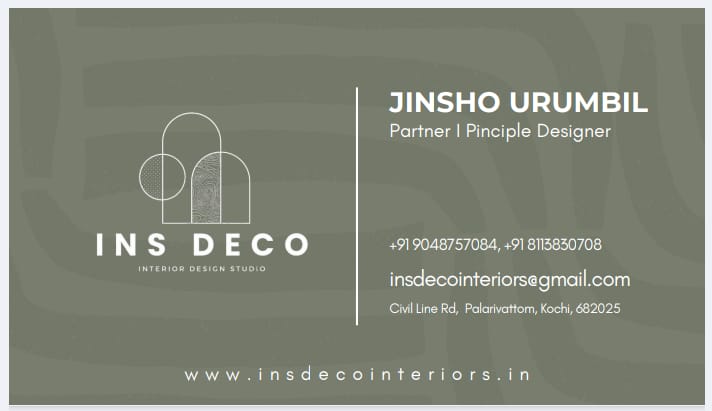 JINSHO URUMBIL
Partner I Pinciple Designer
INS DECO
INTERIOR DESIGN STUDIO
+91 9048757084, +91 8113830708
insdecointeriors@gmail.com
Civil Line Rd, Palarivattom, Kochi, 682025
www.insdecointeriors.in